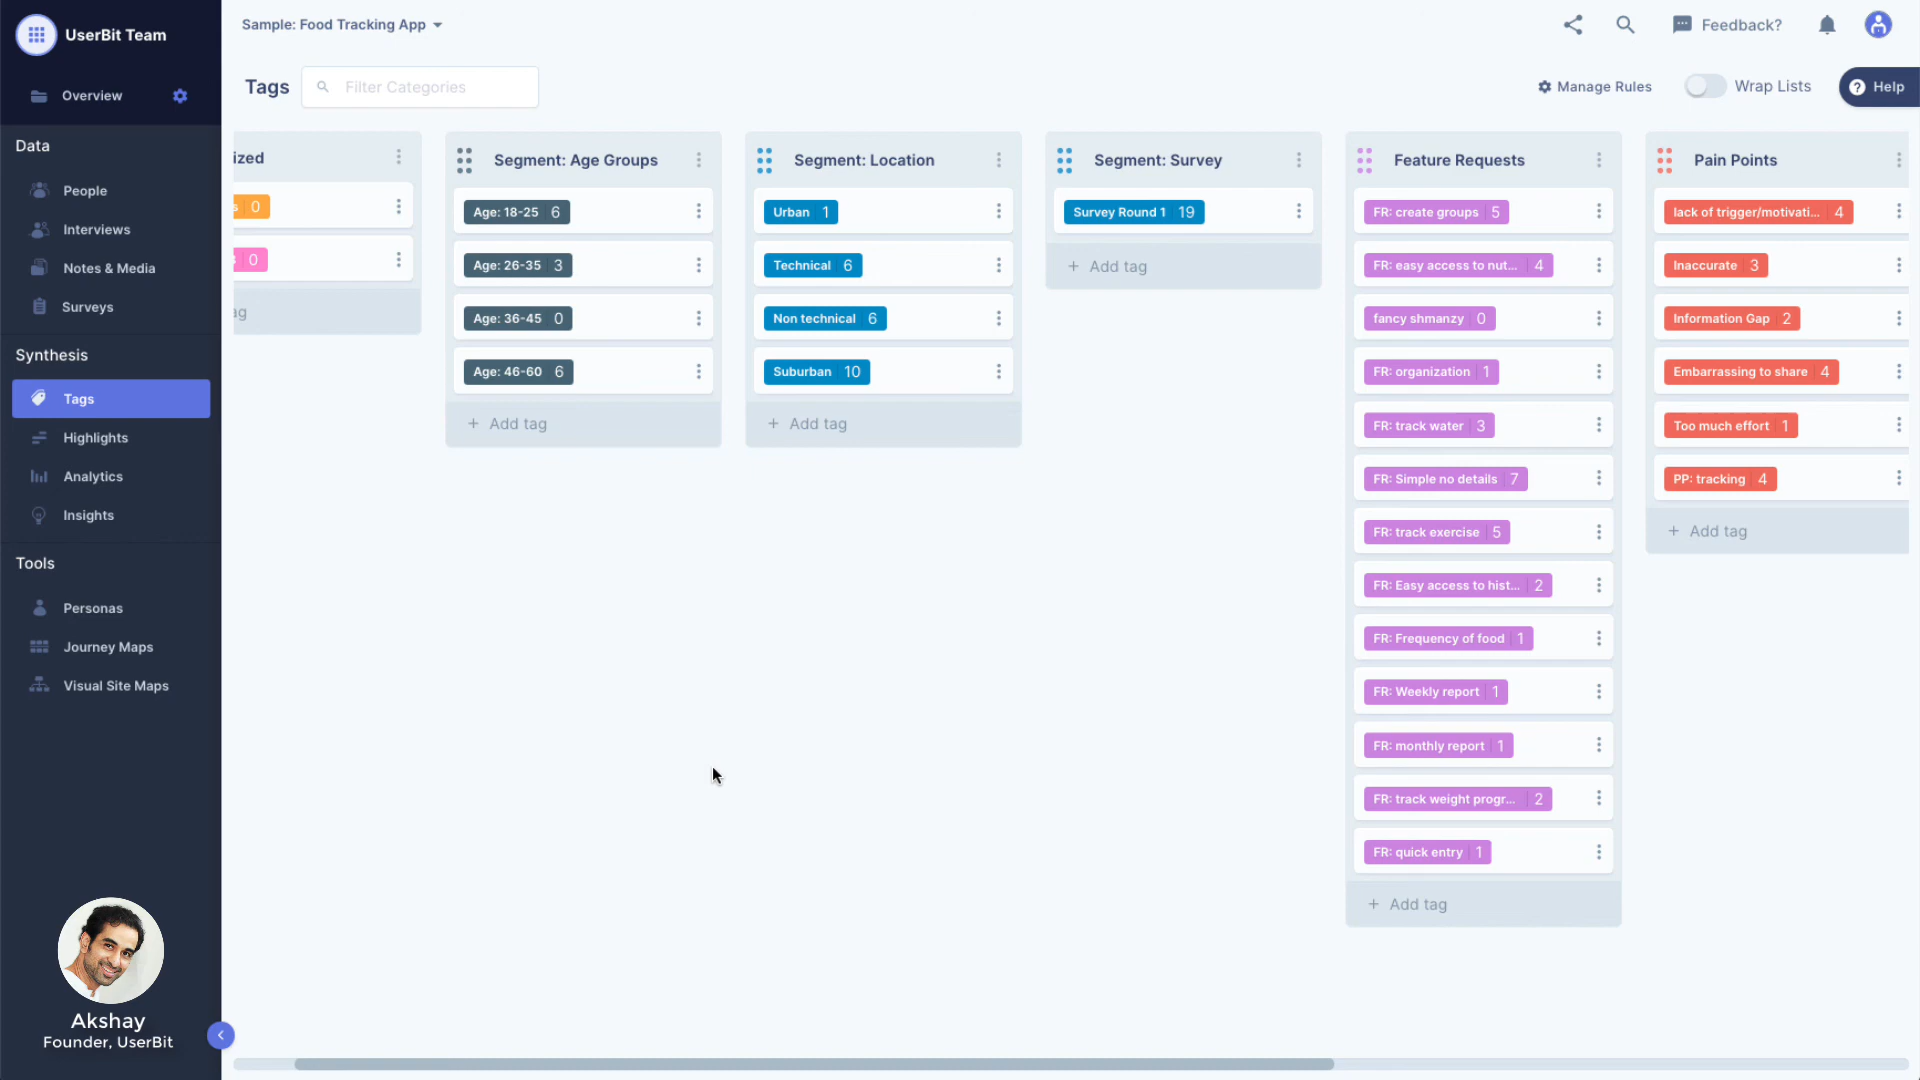 UserBit Team
Overview
Data
People
Interviews
Notes & Media
Surveys
Synthesis
Tags
Highlights
Analytics
Insights
Tools
Personas
Journey Maps
Visual Site Maps
Akshay
Founder, UserBit
Sample: Food Tracking App
Feedback?
Tags
Filter Categories
Manage Rules
Wrap Lists
? Help
ized
s 0
0
ag
Segment: Age Groups
Age: 18-25 6
Age: 26-35 3
Age: 36-45 0
Age: 46-60 6
+ Add tag
Segment: Location
Urban 1
Technical 6
Non technical 6
Suburban 10
+ Add tag
Segment: Survey
Survey Round 1 19
+ Add tag
Feature Requests
FR: create groups 5
FR: easy access to nut... 4
fancy shmanzy 0
FR: organization 1
FR: track water 3
FR: Simple no details 7
FR: track exercise 5
FR: Easy access to hist... 2
FR: Frequency of food 1
FR: Weekly report 1
FR: monthly report 1
FR: track weight progr... 2
FR: quick entry 1
+ Add tag
Pain Points
lack of trigger/motivati... 4
Inaccurate 3
Information Gap 2
Embarrassing to share 4
Too much effort 1
PP: tracking 4
+ Add tag